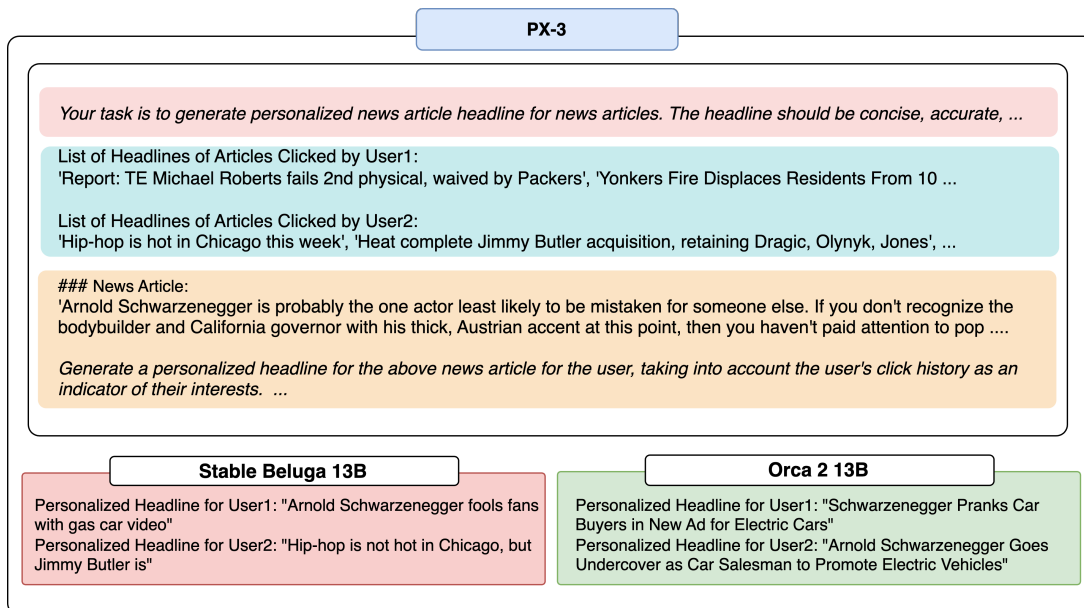 PX-3
Your task is to generate personalized news article headline for news articles. The headline should be concise, accurate, ...
List of Headlines of Articles Clicked by User1:
'Report: TE Michael Roberts fails 2nd physical, waived by Packers', 'Yonkers Fire Displaces Residents From 10 ...
List of Headlines of Articles Clicked by User2:
'Hip-hop is hot in Chicago this week', 'Heat complete Jimmy Butler acquisition, retaining Dragic, Olynyk, Jones', ...
### News Article:
'Arnold Schwarzenegger is probably the one actor least likely to be mistaken for someone else. If you don't recognize the
bodybuilder and California governor with his thick, Austrian accent at this point, then you haven't paid attention to pop ....
Generate a personalized headline for the above news article for the user, taking into account the user's click history as an
indicator of their interests. ...
Stable Beluga 13B
Personalized Headline for User1: "Arnold Schwarzenegger fools fans
with gas car video"
Personalized Headline for User2: "Hip-hop is not hot in Chicago, but
Jimmy Butler is"
Orca 2 13B
Personalized Headline for User1: "Schwarzenegger Pranks Car
Buyers in New Ad for Electric Cars"
Personalized Headline for User2: "Arnold Schwarzenegger Goes
Undercover as Car Salesman to Promote Electric Vehicles"